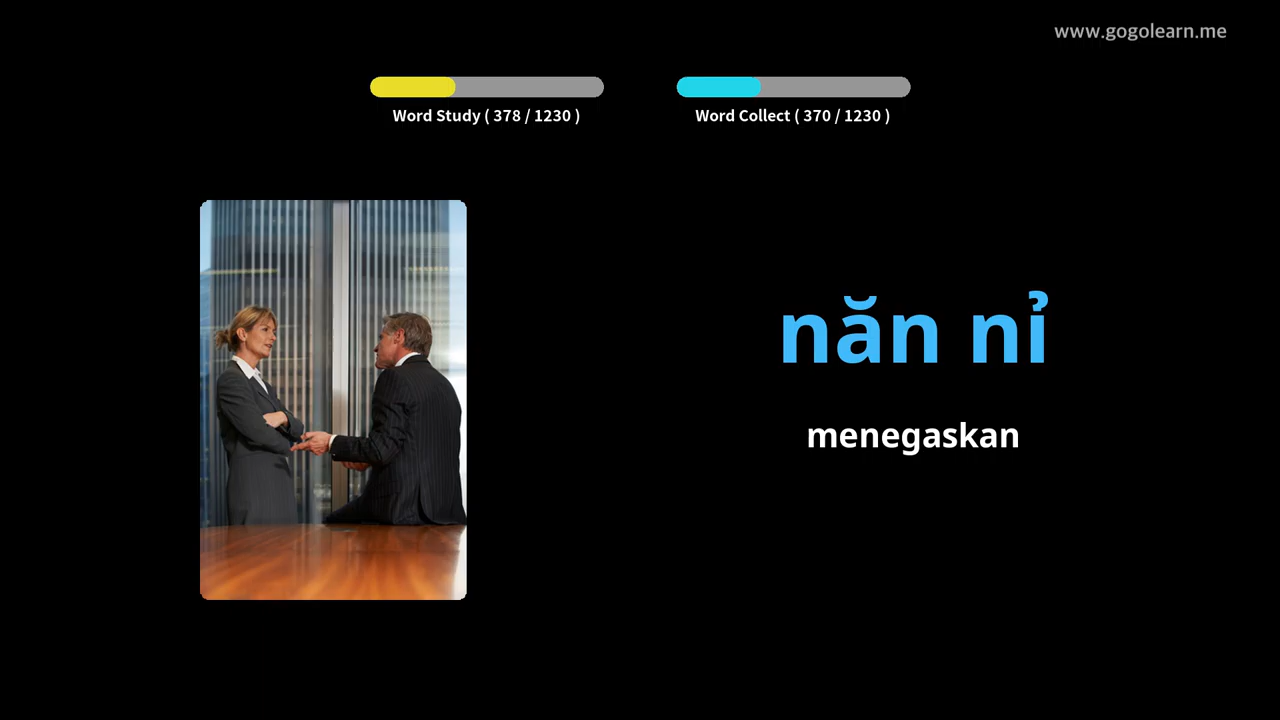 www.gogolearn.me
Word Study ( 378 / 1230 )
Word Collect ( 370 / 1230 )
năn nỉ
menegaskan